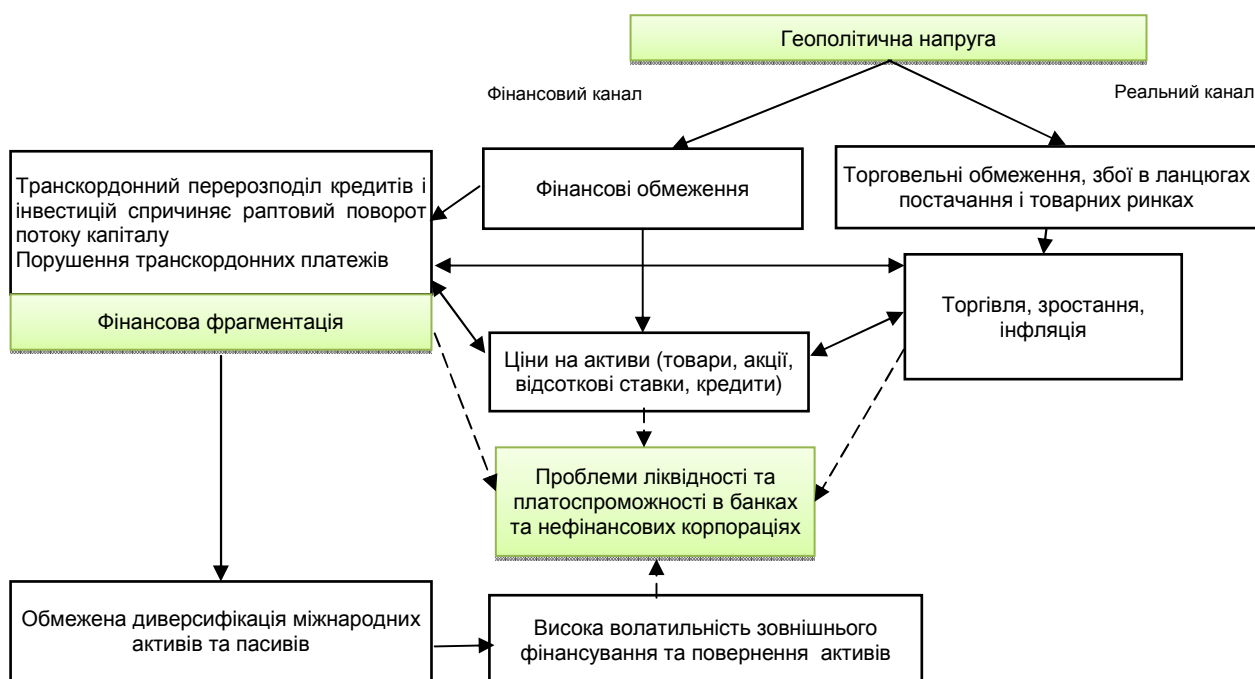 Геополітична напруга
Фінансовий канал
Реальний канал
Транскордонний перерозподіл кредитів і
інвестицій спричиняє раптовий поворот
потоку капіталу
Порушення транскордонних платежів
Фінансова фрагментація
Фінансові обмеження
Торговельні обмеження, збої в ланцюгах
постачання і товарних ринках
Торгівля, зростання,
інфляція
Ціни на активи (товари, акції,
відсоткові ставки, кредити)
Проблеми ліквідності та
платоспроможності в банках
та нефінансових корпораціях
Обмежена диверсифікація міжнародних
активів та пасивів
Висока волатильність зовнішнього
фінансування та повернення активів